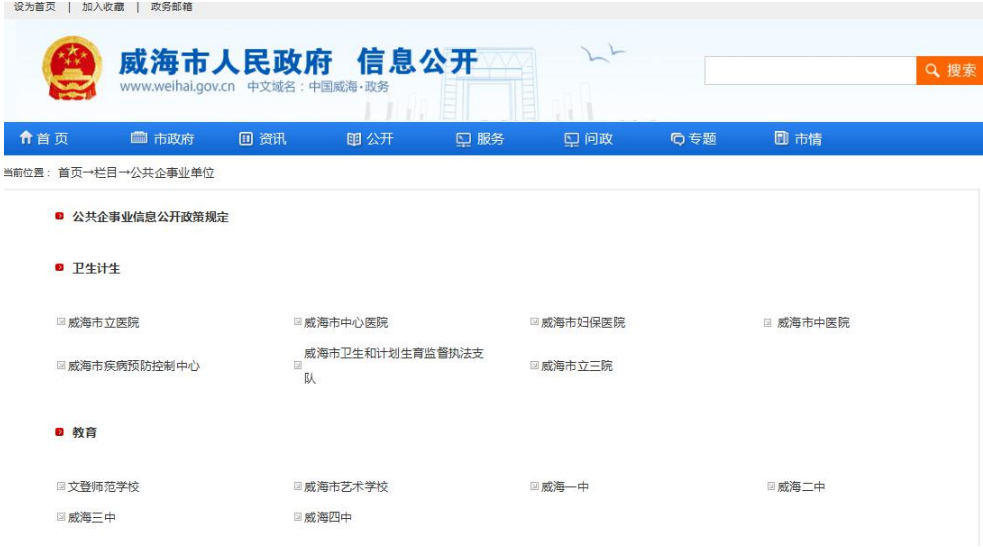 设为首页 | 加入收藏 | 政务邮箱
威海市人民政府 信息公开
www.weihai.gov.cn 中文域名：中国威海·政务
搜索
首页 市政府 资讯 公开 服务 问政 专题 市情
当前位置： 首页→栏目→公共企事业单位
公共企事业信息公开政策规定
卫生计生
威海市立医院 威海市中心医院 威海市妇保医院 威海市中医院
威海市疾病预防控制中心 威海市卫生和计划生育监督执法支
队 威海市立三院
教育
文登师范学校 威海市艺术学校 威海一中 威海二中
威海三中 威海四中